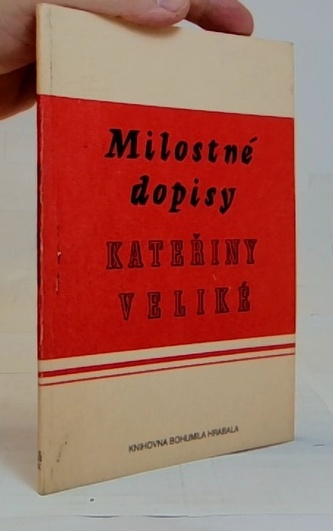 Milostné
dopisy
KATEŘINY
VELIKÉ
KNIHOVNA BOHUMILA HRABALA